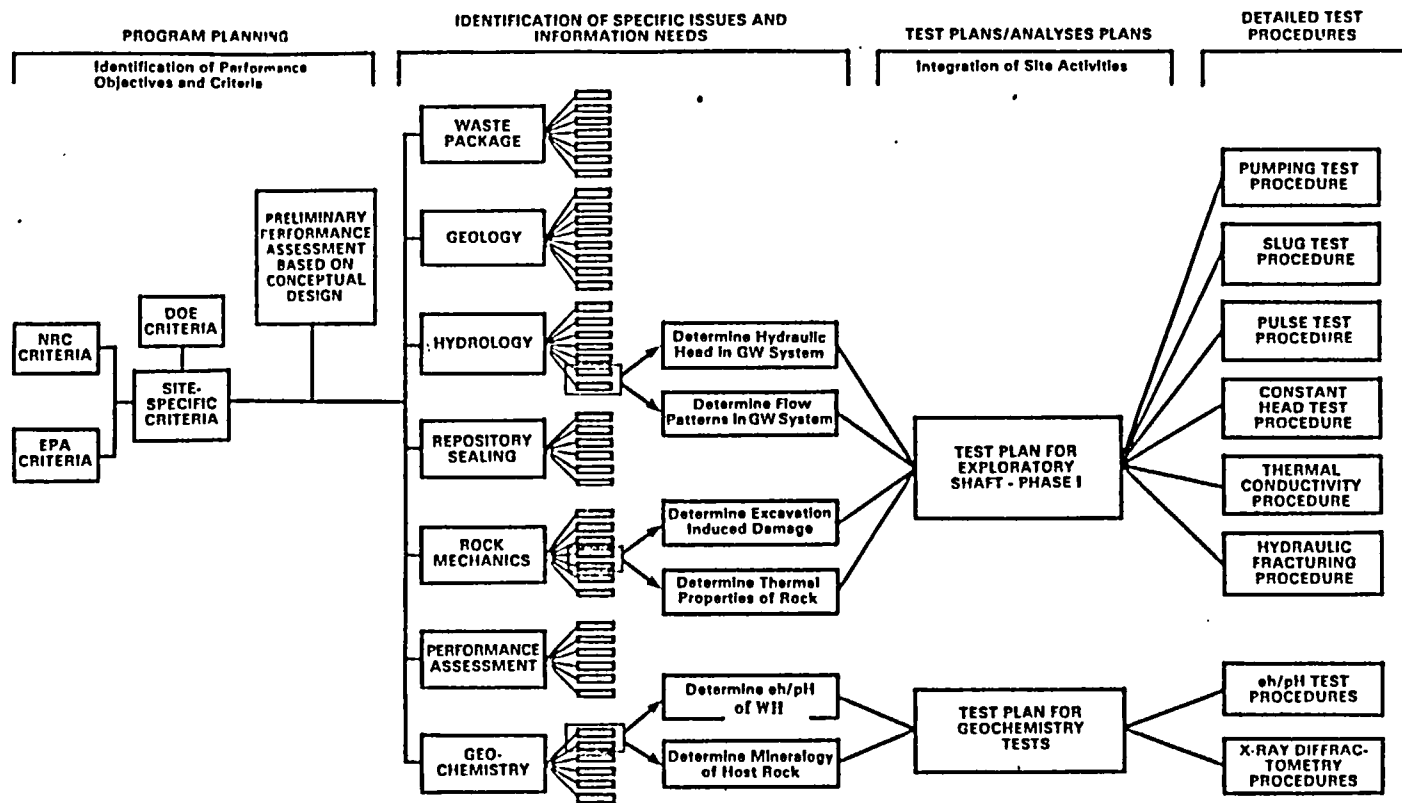 PROGRAM PLANNING
Identification of Performance
Objectives and Criteria
IDENTIFICATION OF SPECIFIC ISSUES AND
INFORMATION NEEDS
TEST PLANS/ANALYSES PLANS
Integration of Site Activities
DETAILED TEST
PROCEDURES
NRC
CRITERIA
EPA
CRITERIA
DOE
CRITERIA
SITE-
SPECIFIC
CRITERIA
PRELIMINARY
PERFORMANCE
ASSESSMENT
BASED ON
CONCEPTUAL
DESIGN
WASTE
PACKAGE
GEOLOGY
HYDROLOGY
REPOSITORY
SEALING
ROCK
MECHANICS
PERFORMANCE
ASSESSMENT
GEO-
CHEMISTRY
Determine Hydraulic
Head In GW System
Determine Flow
Patterns In GW System
Determine Excavation
Induced Damage
Determine Thermal
Properties of Rock
Determine eh/pH
of
Determine Mineralogy
of Host Rock
TEST PLAN FOR
EXPLORATORY
SHAFT - PHASE I
TEST PLAN FOR
GEOCHEMISTRY
TESTS
PUMPING TEST
PROCEDURE
SLUG TEST
PROCEDURE
PULSE TEST
PROCEDURE
CONSTANT
HEAD TEST
PROCEDURE
THERMAL
CONDUCTIVITY
PROCEDURE
HYDRAULIC
FRACTURING
PROCEDURE
eh/pH TEST
PROCEDURES
X-RAY DIFFRAC-
TOMETRY
PROCEDURES